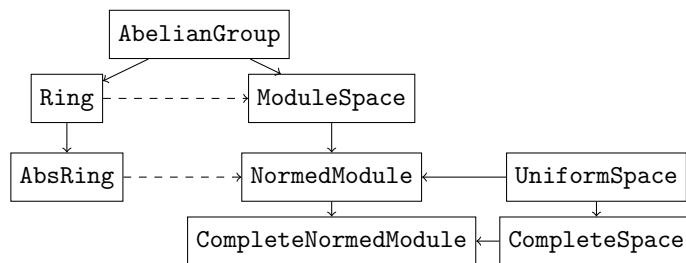 AbelianGroup
Ring
ModuleSpace
AbsRing
NormedModule
UniformSpace
CompleteNormedModule
CompleteSpace